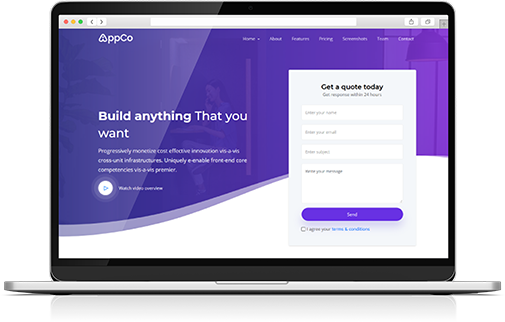 AppCo
Home About Features Pricing Screenshots Team Contact
Build anything That you
want
Progressively monetize cost effective innovation vis-a-vis
cross-unit infrastructures. Uniquely e-enable front-end core
competencies vis-a-vis premier.
Watch video overview
Get a quote today
Get response within 24 hours
Enter your name
Enter your email
Enter subject
Write your message
Send
I agree your terms & conditions